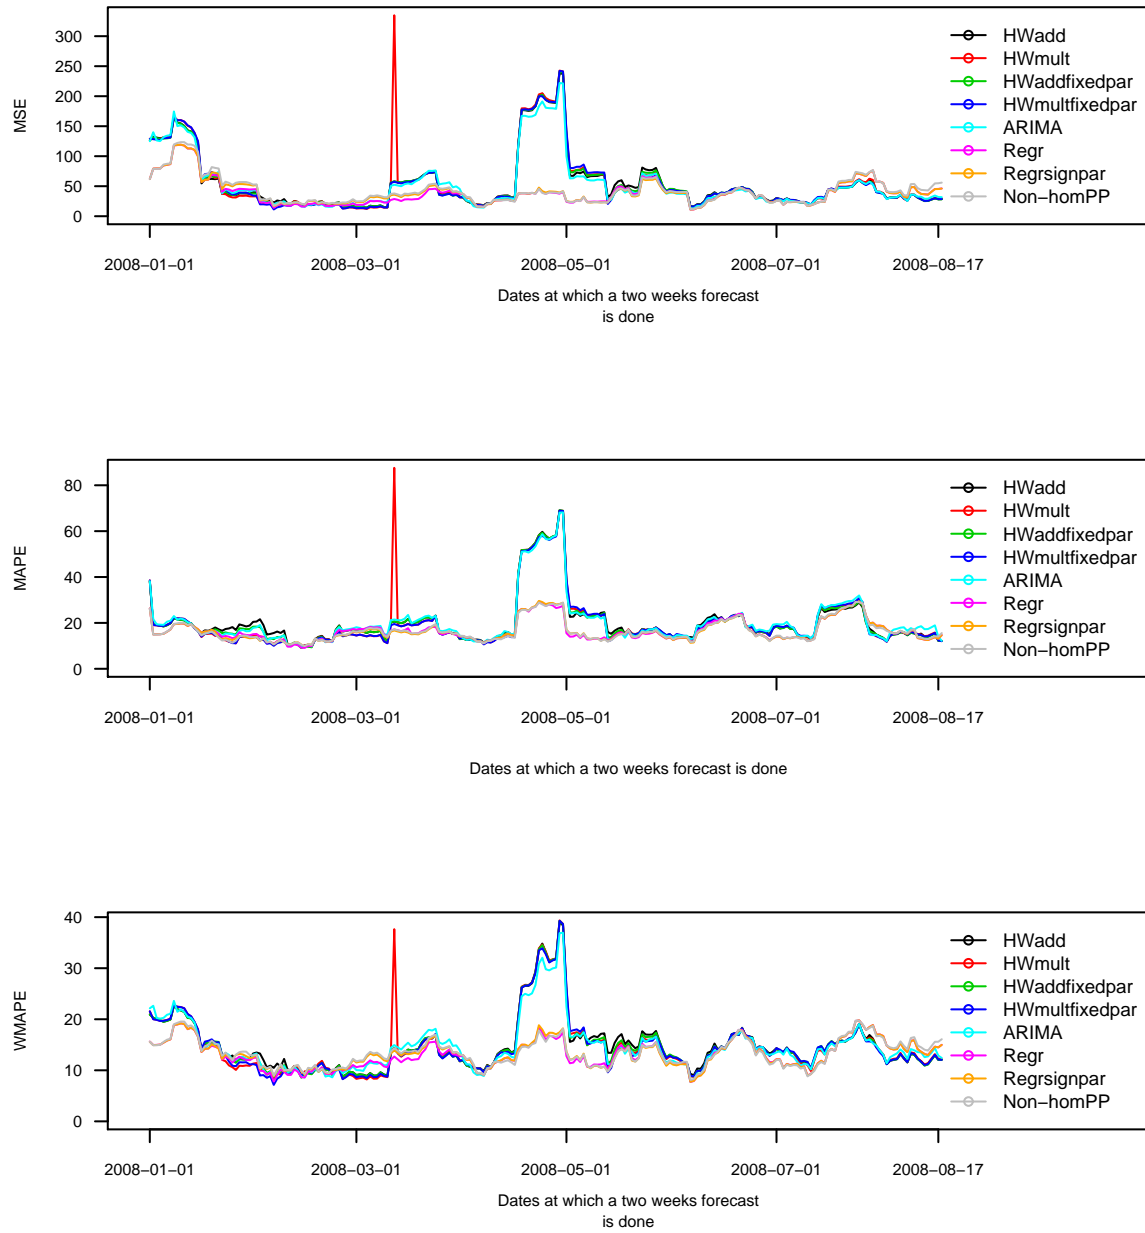 MSE
300
250
200
150
100
50
0
HWadd
HWmult
HWaddfixedpar
HWmultfixedpar
ARIMA
Regr
Regrsignpar
Non−homPP
2008−01−01
2008−03−01
2008−05−01
2008−07−01
2008−08−17
Dates at which a two weeks forecast
is done
MAPE
80
60
40
20
0
HWadd
HWmult
HWaddfixedpar
HWmultfixedpar
ARIMA
Regr
Regrsignpar
Non−homPP
2008−01−01
2008−03−01
2008−05−01
2008−07−01
2008−08−17
Dates at which a two weeks forecast is done
WMAPE
40
30
20
10
0
HWadd
HWmult
HWaddfixedpar
HWmultfixedpar
ARIMA
Regr
Regrsignpar
Non−homPP
2008−01−01
2008−03−01
2008−05−01
2008−07−01
2008−08−17
Dates at which a two weeks forecast
is done